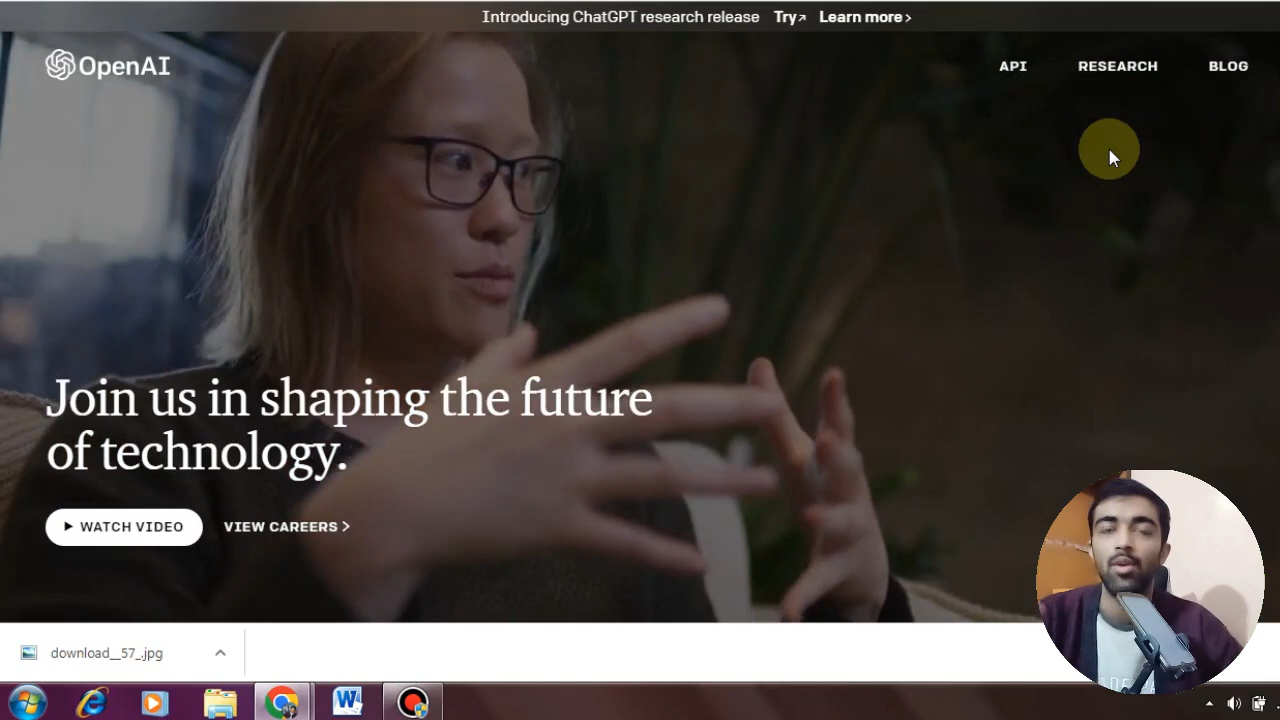 Introducing ChatGPT research release Try Learn more >
OpenAI
API RESEARCH BLOG
Join us in shaping the future
of technology.
WATCH VIDEO VIEW CAREERS >
download__57_.jpg